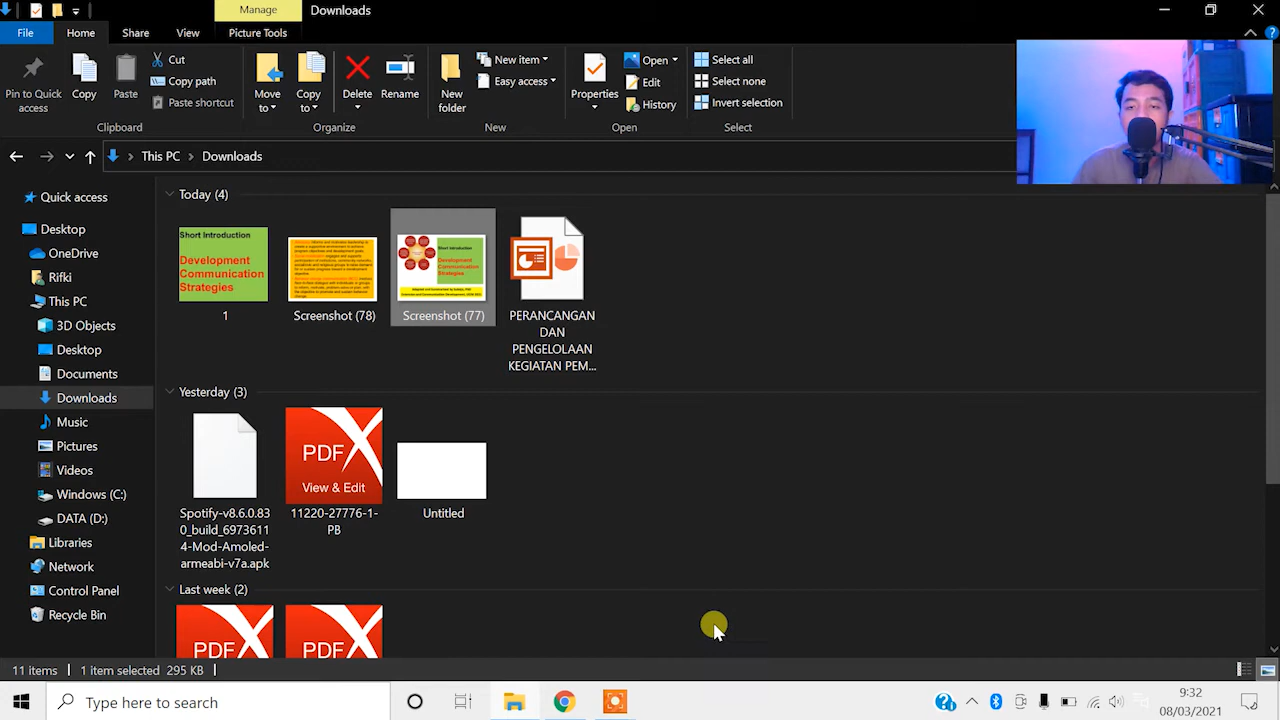 Manage
Downloads
File
Home
Share
View
Picture Tools
Pin to Quick
access
Copy
Paste
Cut
Copy path
Paste shortcut
Clipboard
Move
to
Copy
to
Delete
Rename
Organize
New
folder
New item
Easy access
New
Properties
Open
Edit
History
Open
Select all
Select none
Invert selection
Select
This PC
Downloads
Quick access
Desktop
OneDrive
Rifki
This PC
3D Objects
Desktop
Documents
Downloads
Music
Pictures
Videos
Windows (C:)
DATA (D:)
Libraries
Network
Control Panel
Recycle Bin
Today (4)
Short Introduction
Development
Communication
Strategies
1
Screenshot (78)
Short Introduction
Development
Communication
Strategies
Screenshot (77)
PERANCANGAN
DAN
PENGELOLAAN
KEGIATAN PEM...
Yesterday (3)
Spotify-v8.6.0.83
0_build_6973611
4-Mod-Amoled-
armeabi-v7a.apk
PDF
View & Edit
11220-27776-1-
PB
Untitled
Last week (2)
PDF
PDF
11 items
1 item selected
295 KB
Type here to search
9:32
08/03/2021